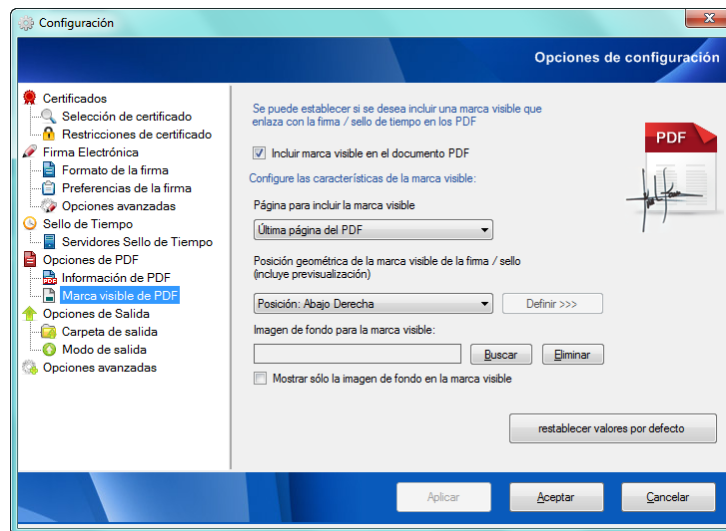 Configuración
Opciones de configuración
Certificados
Selección de certificado
Restricciones de certificado
Firma Electrónica
Formato de la firma
Preferencias de la firma
Opciones avanzadas
Sello de Tiempo
Servidores Sello de Tiempo
Opciones de PDF
Información de PDF
Marca visible de PDF
Opciones de Salida
Carpeta de salida
Modo de salida
Opciones avanzadas
Se puede establecer si se desea incluir una marca visible que
enlaza con la firma / sello de tiempo en los PDF
Incluir marca visible en el documento PDF
Configure las características de la marca visible:
PDF
Página para incluir la marca visible
Última página del PDF
Posición geométrica de la marca visible de la firma / sello
(incluye previsualización)
Posición: Abajo Derecha
Definir >>>
Imagen de fondo para la marca visible:
Buscar
Eliminar
Mostrar sólo la imagen de fondo en la marca visible
restablecer valores por defecto
Aplicar
Aceptar
Cancelar